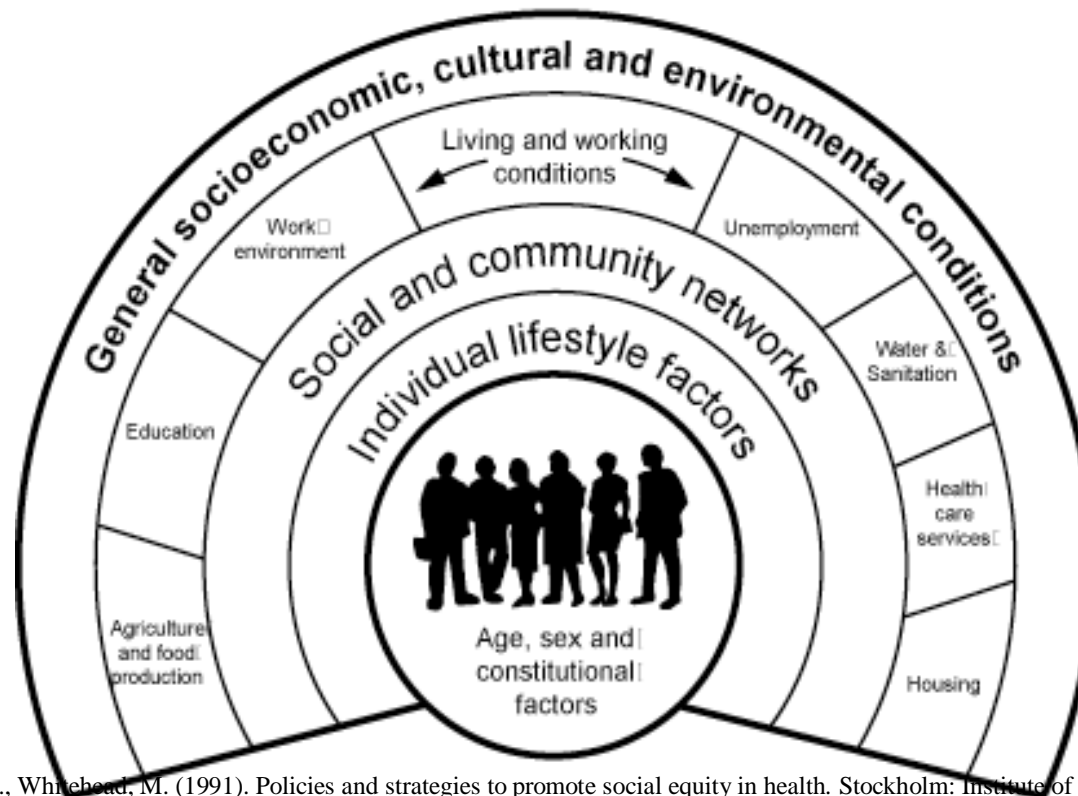 General socioeconomic, cultural and environmental conditions
Living and working
conditions
Work
environment
Unemployment
Education
Water &
Sanitation
Agriculture
and food
production
Health
care
services
Housing
Social and community networks
Individual lifestyle factors
Age, sex and
constitutional
factors
., Whitehead, M. (1991). Policies and strategies to promote social equity in health. Stockholm: Institute of